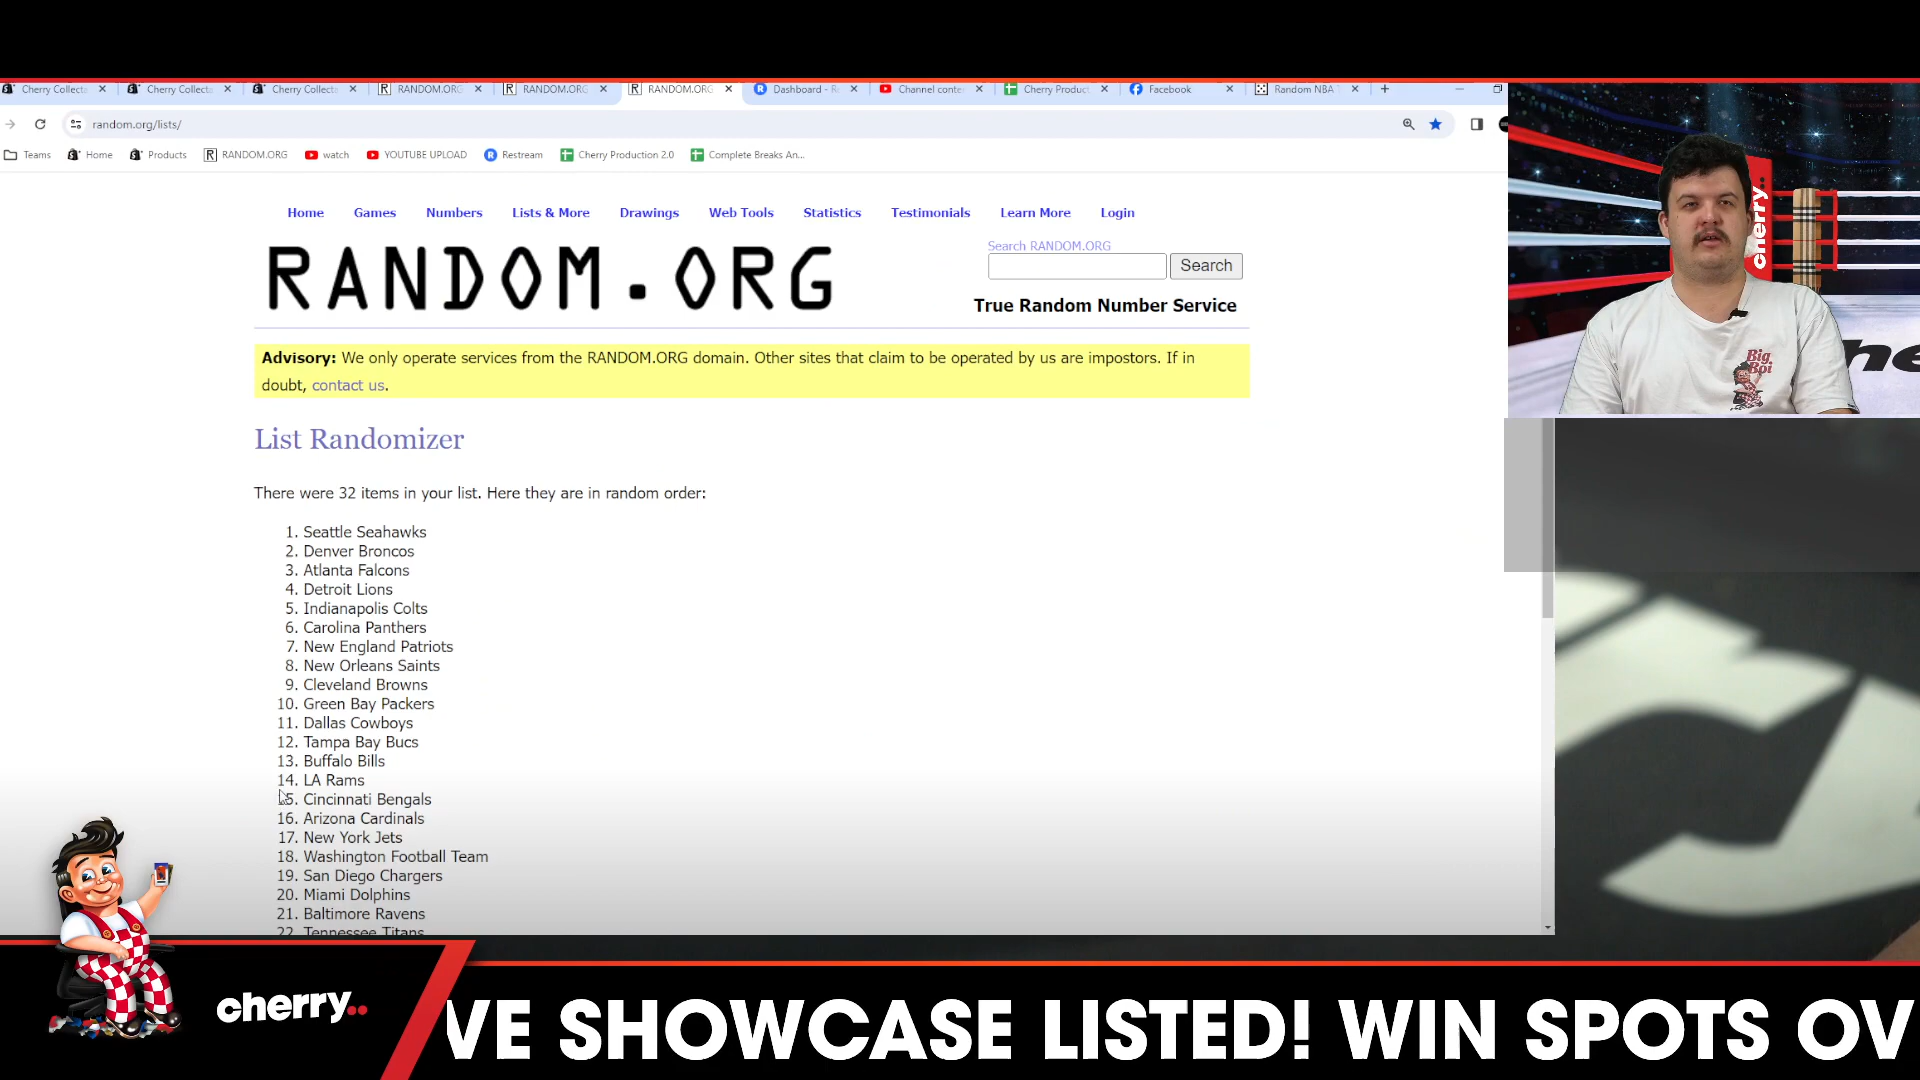 Cherry Collecta
Cherry Collecta
Cherry Collecta
RANDOM.ORG
RANDOM.ORG
RANDOM.ORG
Dashboard - R
Channel conte
Cherry Product
Facebook
Random NBA T
random.org/lists/
Teams Home Products RANDOM.ORG watch YOUTUBE UPLOAD Restream Cherry Production 2.0 Complete Breaks An...
Home Games Numbers Lists & More Drawings Web Tools Statistics Testimonials Learn More Login
RANDOM.ORG
Search RANDOM.ORG
Search
True Random Number Service
Advisory: We only operate services from the RANDOM.ORG domain. Other sites that claim to be operated by us are impostors. If in
doubt, contact us.
List Randomizer
There were 32 items in your list. Here they are in random order:
1. Seattle Seahawks
2. Denver Broncos
3. Atlanta Falcons
4. Detroit Lions
5. Indianapolis Colts
6. Carolina Panthers
7. New England Patriots
8. New Orleans Saints
9. Cleveland Browns
10. Green Bay Packers
11. Dallas Cowboys
12. Tampa Bay Bucs
13. Buffalo Bills
14. LA Rams
15. Cincinnati Bengals
16. Arizona Cardinals
17. New York Jets
18. Washington Football Team
19. San Diego Chargers
20. Miami Dolphins
21. Baltimore Ravens
22. Tennessee Titans
cherry..
che
Big
Boi
cherry..
VE SHOWCASE LISTED! WIN SPOTS OV